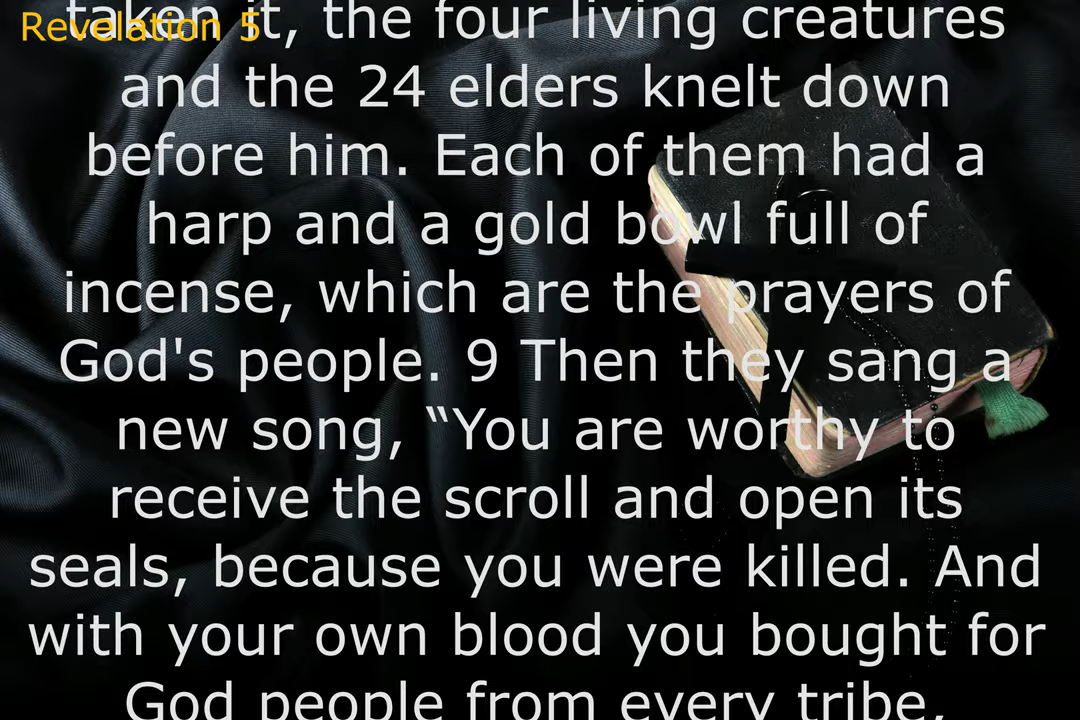 Revelation 5
taken it, the four living creatures
and the 24 elders knelt down
before him. Each of them had a
harp and a gold bowl full of
incense, which are the prayers of
God's people. 9 Then they sang a
new song, “You are worthy to
receive the scroll and open its
seals, because you were killed. And
with your own blood you bought for
God people from every tribe,